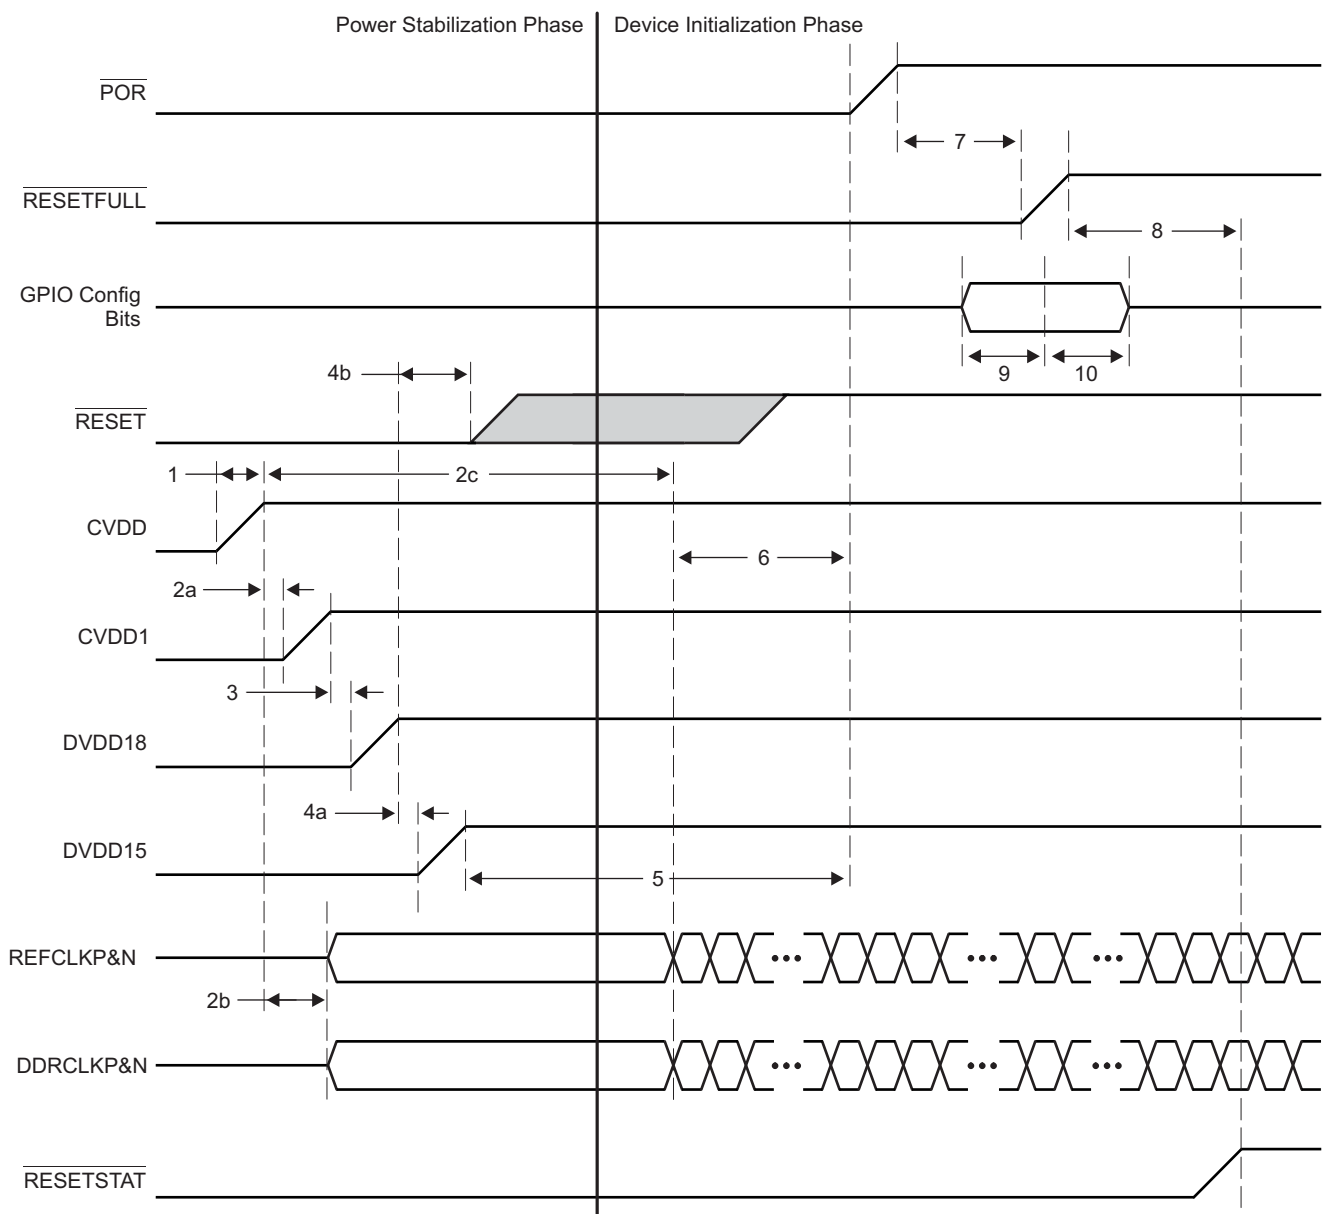 Power Stabilization Phase
Device Initialization Phase
POR
7
RESETFULL
8
GPIO Config
Bits
9
10
4b
RESET
1
2c
CVDD
6
2a
CVDD1
3
DVDD18
4a
DVDD15
5
REFCLKP&N
2b
DDRCLKP&N
RESETSTAT